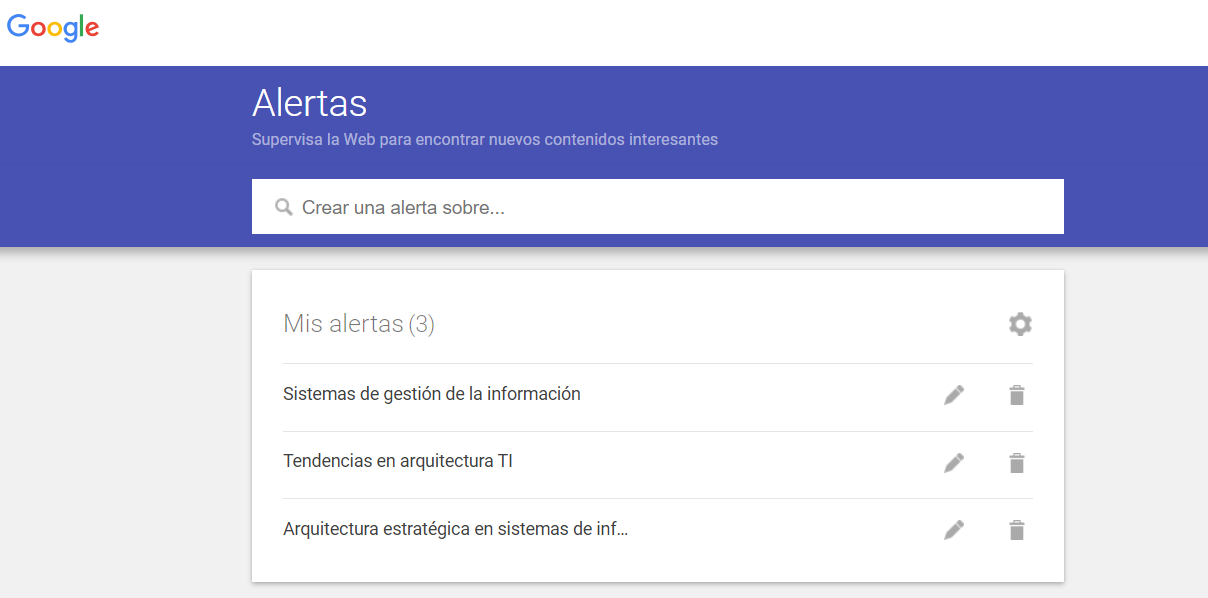 Google
Alertas
Supervisa la Web para encontrar nuevos contenidos interesantes
Crear una alerta sobre...
Mis alertas (3)
Sistemas de gestión de la información
Tendencias en arquitectura TI
Arquitectura estratégica en sistemas de inf...